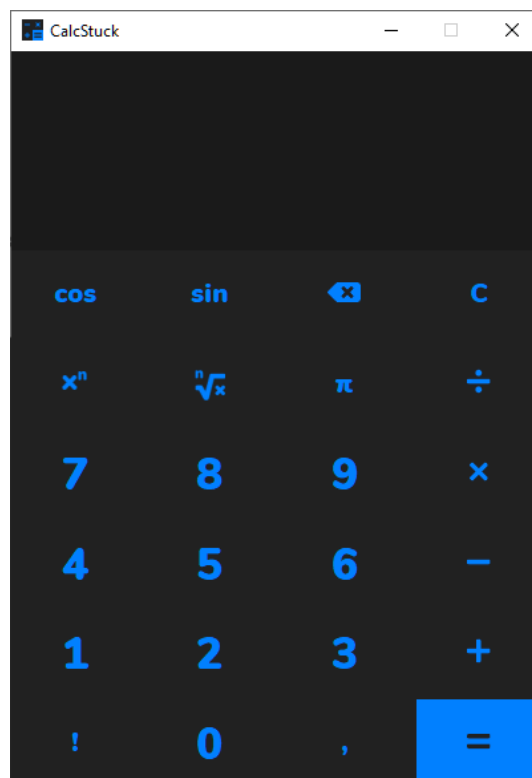 CalcStuck
cos sin C
xⁿ ⁿ√x π ÷
7 8 9 ×
4 5 6 −
1 2 3 +
! 0 , =